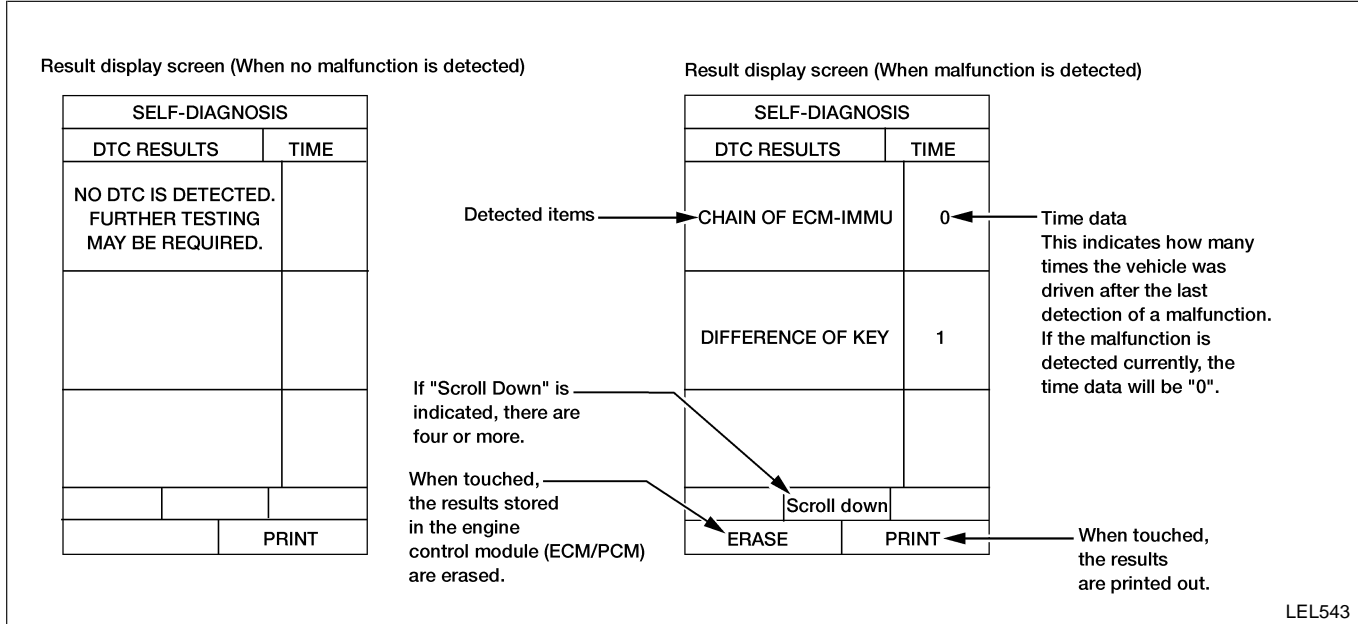 Result display screen (When no malfunction is detected)
SELF-DIAGNOSIS
DTC RESULTS TIME
NO DTC IS DETECTED.
FURTHER TESTING
MAY BE REQUIRED.
PRINT
Result display screen (When malfunction is detected)
SELF-DIAGNOSIS
DTC RESULTS TIME
Detected items
CHAIN OF ECM-IMMU 0
Time data
This indicates how many
times the vehicle was
driven after the last
detection of a malfunction.
If the malfunction is
detected currently, the
time data will be "0".
DIFFERENCE OF KEY 1
If "Scroll Down" is
indicated, there are
four or more.
When touched,
the results stored
in the engine
control module (ECM/PCM)
are erased.
Scroll down
ERASE PRINT
When touched,
the results
are printed out.
LEL543